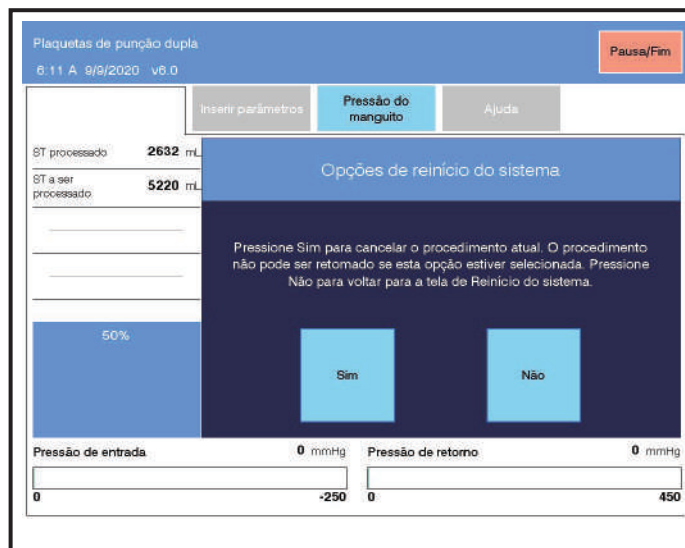 Plaquetas de punção dupla
6:11 A 9/9/2020 v6.0
Pausa/Fim
Inserir parâmetros
Pressão do
manguito
Ajuda
ST processado 2632 mL
ST a ser
processado 5220 mL
Opções de reinício do sistema
Pressione Sim para cancelar o procedimento atual. O procedimento
não pode ser retomado se esta opção estiver selecionada. Pressione
Não para voltar para a tela de Reinício do sistema.
50%
Sim
Não
Pressão de entrada 0 mmHg
Pressão de retorno 0 mmHg
0 -250
0 450